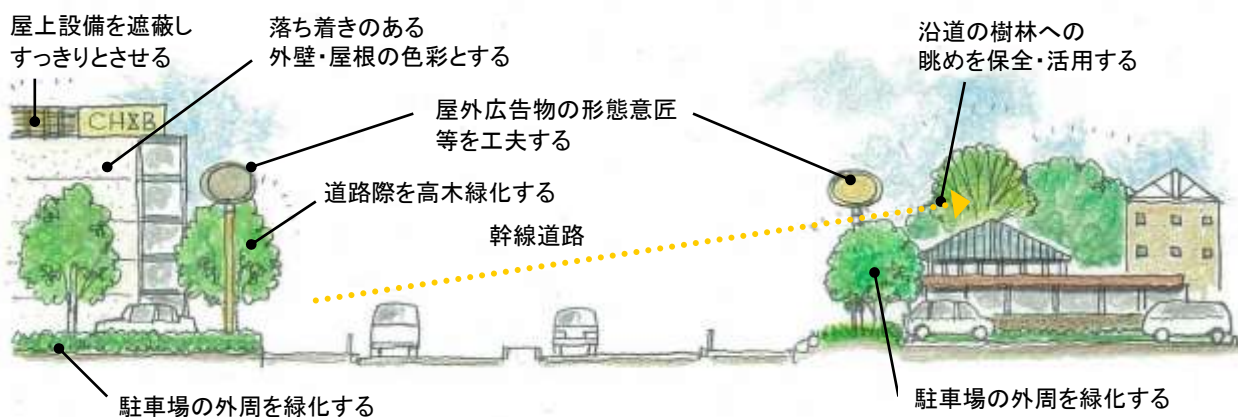 屋上設備を遮蔽し
すっきりとさせる
落ち着きのある
外壁・屋根の色彩とする
沿道の樹林への
眺めを保全・活用する
屋外広告物の形態意匠
等を工夫する
CHXB
道路際を高木緑化する
幹線道路
駐車場の外周を緑化する
駐車場の外周を緑化する